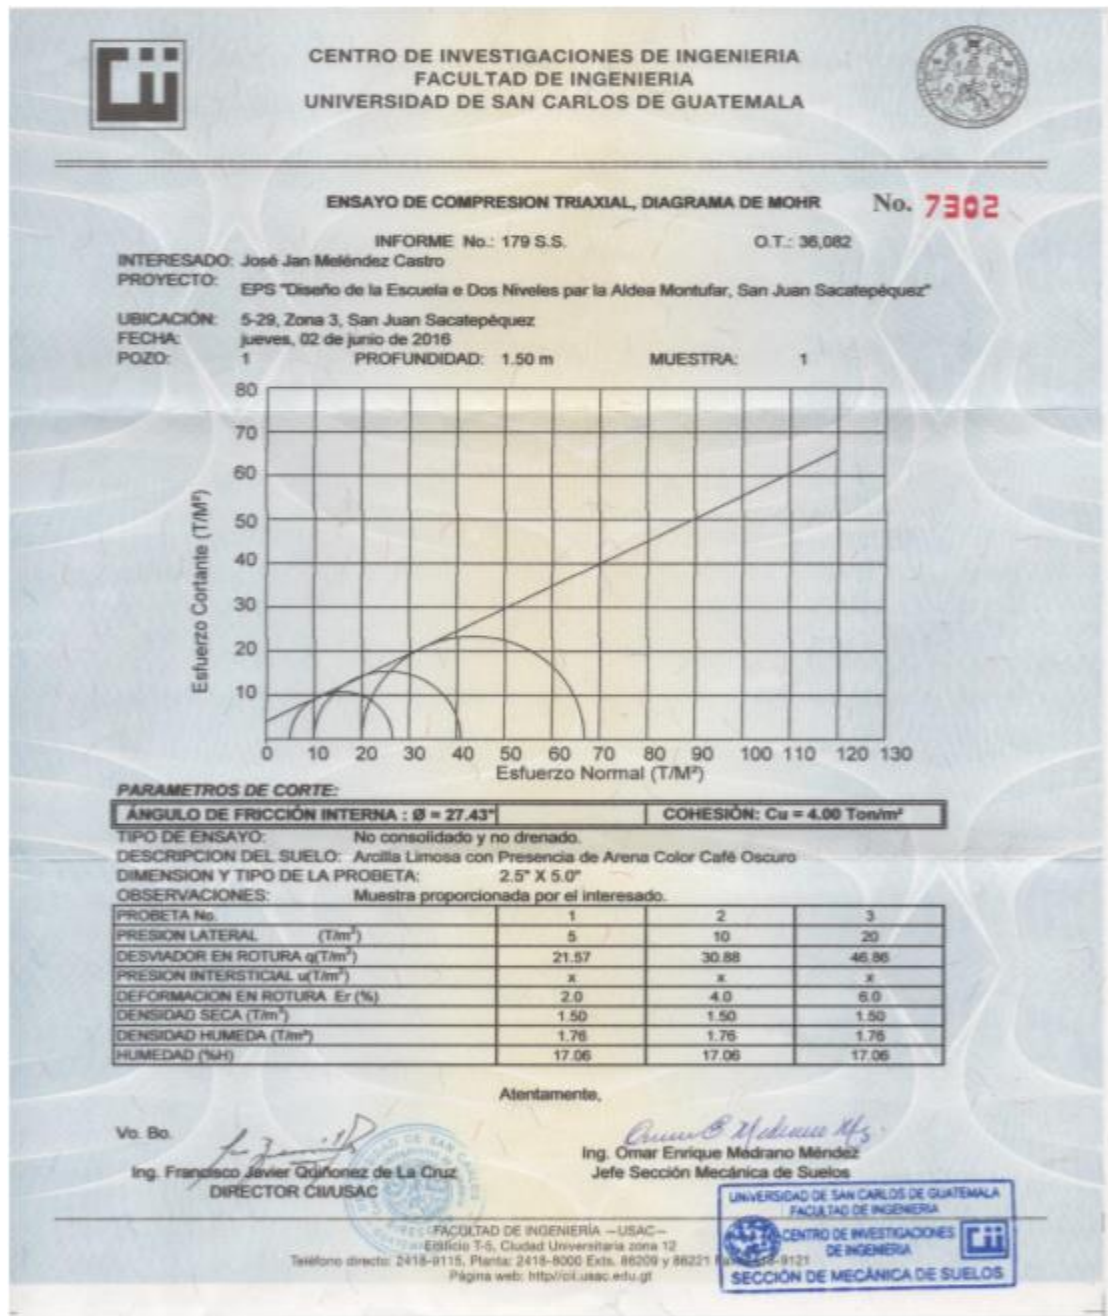 CENTRO DE INVESTIGACIONES DE INGENIERIA
FACULTAD DE INGENIERIA
UNIVERSIDAD DE SAN CARLOS DE GUATEMALA
ENSAYO DE COMPRESION TRIAXIAL, DIAGRAMA DE MOHR No. 7302
INFORME No.: 179 S.S. O.T.: 36,082
INTERESADO: José Jan Meléndez Castro
PROYECTO: EPS "Diseño de la Escuela e Dos Niveles par la Aldea Montufar, San Juan Sacatepéquez"
UBICACIÓN: 5-29, Zona 3, San Juan Sacatepéquez
FECHA: jueves, 02 de junio de 2016
POZO: 1 PROFUNDIDAD: 1.50 m MUESTRA: 1
80
70
60
50
40
30
20
10
Esfuerzo Cortante (T/M²)
0 10 20 30 40 50 60 70 80 90 100 110 120 130
Esfuerzo Normal (T/M²)
PARAMETROS DE CORTE:
ÁNGULO DE FRICCIÓN INTERNA : Ø = 27.43° COHESIÓN: Cu = 4.00 Ton/m²
TIPO DE ENSAYO: No consolidado y no drenado.
DESCRIPCION DEL SUELO: Arcilla Limosa con Presencia de Arena Color Café Oscuro
DIMENSION Y TIPO DE LA PROBETA: 2.5" X 5.0"
OBSERVACIONES: Muestra proporcionada por el interesado.
PROBETA No. 1 2 3
PRESION LATERAL (T/m²) 5 10 20
DESVIADOR EN ROTURA q(T/m²) 21.57 30.88 46.86
PRESION INTERSTICIAL u(T/m²) x x x
DEFORMACION EN ROTURA Er (%) 2.0 4.0 6.0
DENSIDAD SECA (T/m³) 1.50 1.50 1.50
DENSIDAD HUMEDA (T/m³) 1.76 1.76 1.76
HUMEDAD (%H) 17.06 17.06 17.06
Atentamente,
Vo. Bo.
Ing. Francisco Javier Quiñonez de La Cruz
DIRECTOR CII/USAC
Ing. Omar Enrique Medrano Méndez
Jefe Sección Mecánica de Suelos
UNIVERSIDAD DE SAN CARLOS DE GUATEMALA
FACULTAD DE INGENIERIA
CENTRO DE INVESTIGACIONES
DE INGENIERIA
SECCIÓN DE MECÁNICA DE SUELOS
FACULTAD DE INGENIERÍA —USAC—
Edificio T-5, Ciudad Universitaria zona 12
Teléfono directo: 2418-9115, Planta: 2418-8000 Exts. 86209 y 86221
Página web: http//cii.usac.edu.gt